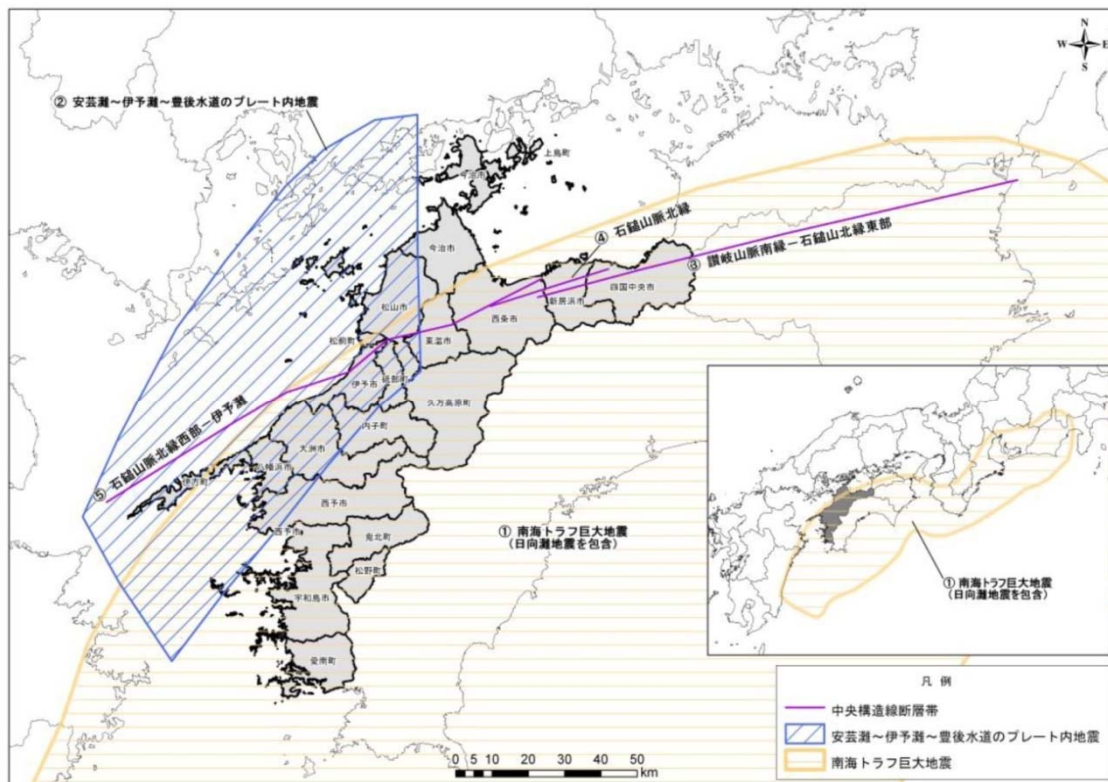 N
W E
S
② 安芸灘～伊予灘～豊後水道のプレート内地震
上島町
今治市
今治市
④ 石鎚山脈北縁
③ 讃岐山脈南縁－石鎚山北縁東部
四国中央市
新居浜市
西条市
松山市
東温市
松前町
伊予市
砥部町
久万高原町
内子町
大洲市
八幡浜市
伊方町
⑤ 石鎚山脈北縁西部－伊予灘
西予市
西予市
鬼北町
松野町
宇和島市
愛南町
① 南海トラフ巨大地震
(日向灘地震を包含)
① 南海トラフ巨大地震
(日向灘地震を包含)
凡 例
中央構造線断層帯
安芸灘～伊予灘～豊後水道のプレート内地震
南海トラフ巨大地震
0 5 10 20 30 40 50
km